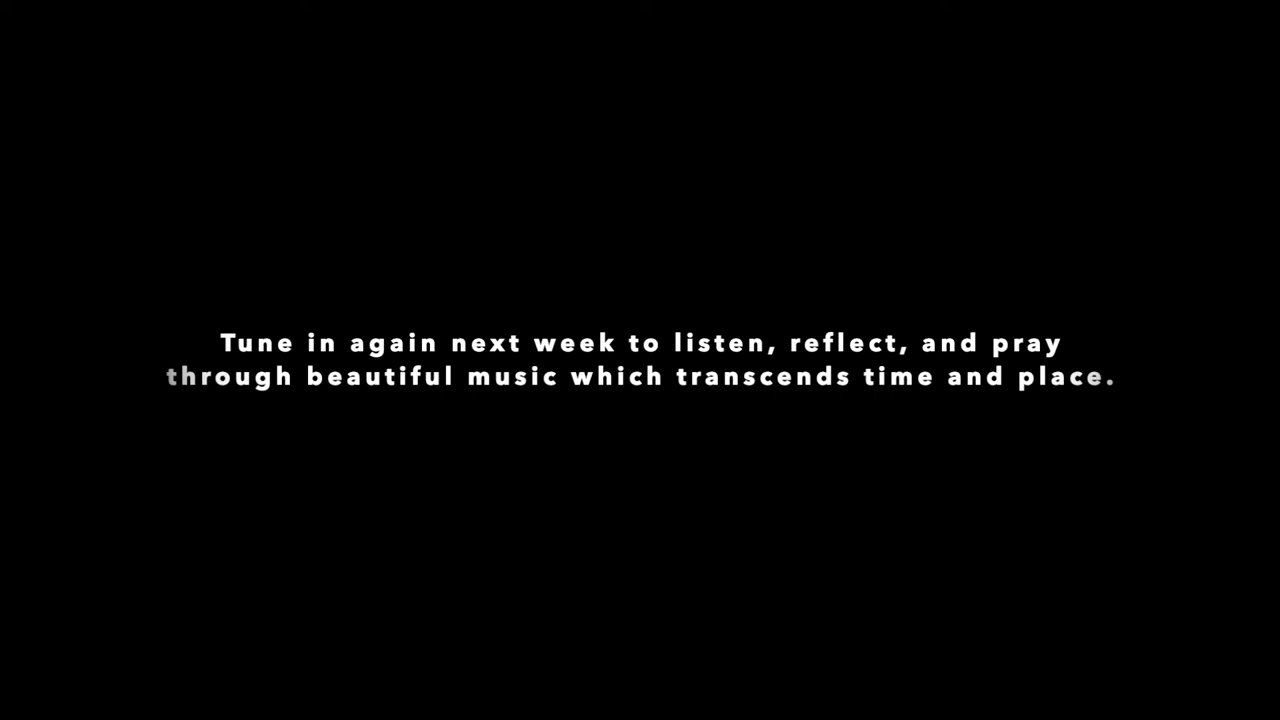 Tune in again next week to listen, reflect, and pray
through beautiful music which transcends time and place.